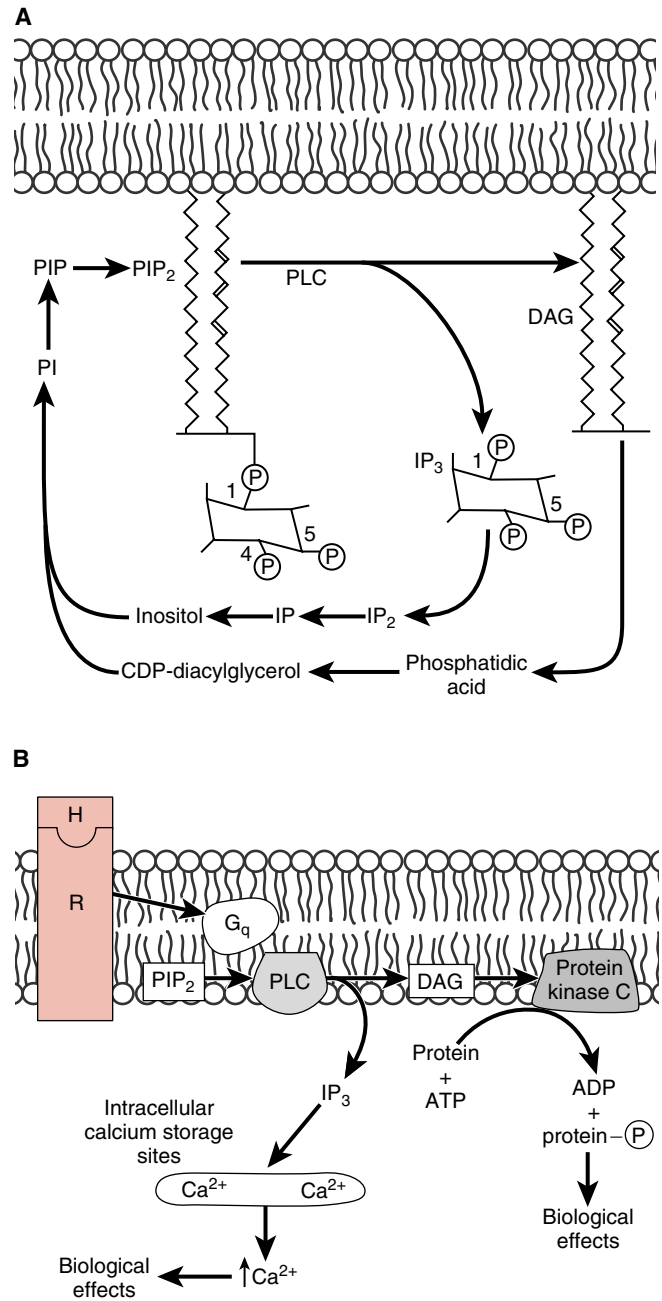 A
PIP
PIP2
PLC
DAG
PI
IP3
1
P
5
P
P
P
1
5
P
4
P
Inositol
IP
IP2
CDP-diacylglycerol
Phosphatidic
acid
B
H
R
Gq
PIP2
PLC
DAG
Protein
kinase C
Protein
+
ATP
IP3
ADP
+
protein–P
Intracellular
calcium storage
sites
Ca2+ Ca2+
Biological
effects
Biological
effects
↑Ca2+